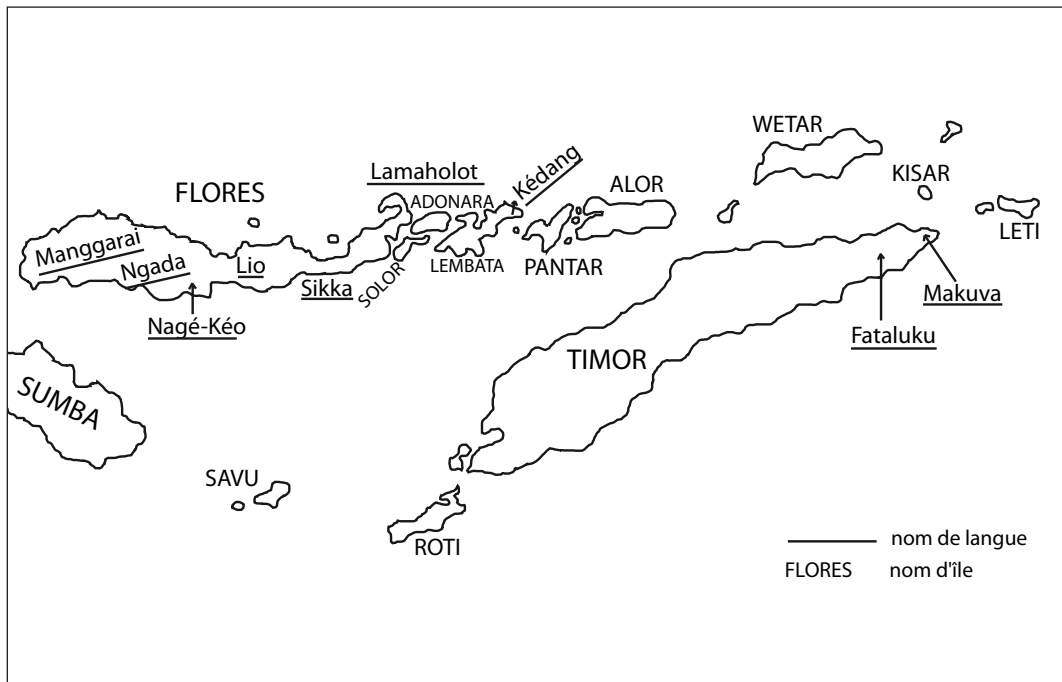 WETAR
Lamaholot
Kédang
KISAR
FLORES
ADONARA
ALOR
LETI
Manggarai
Ngada
Lio
Sikka
SOLOR
LEMBATA
PANTAR
Makuva
Nagé-Kéo
Fataluku
TIMOR
SUMBA
SAVU
ROTI
nom de langue
FLORES nom d'île